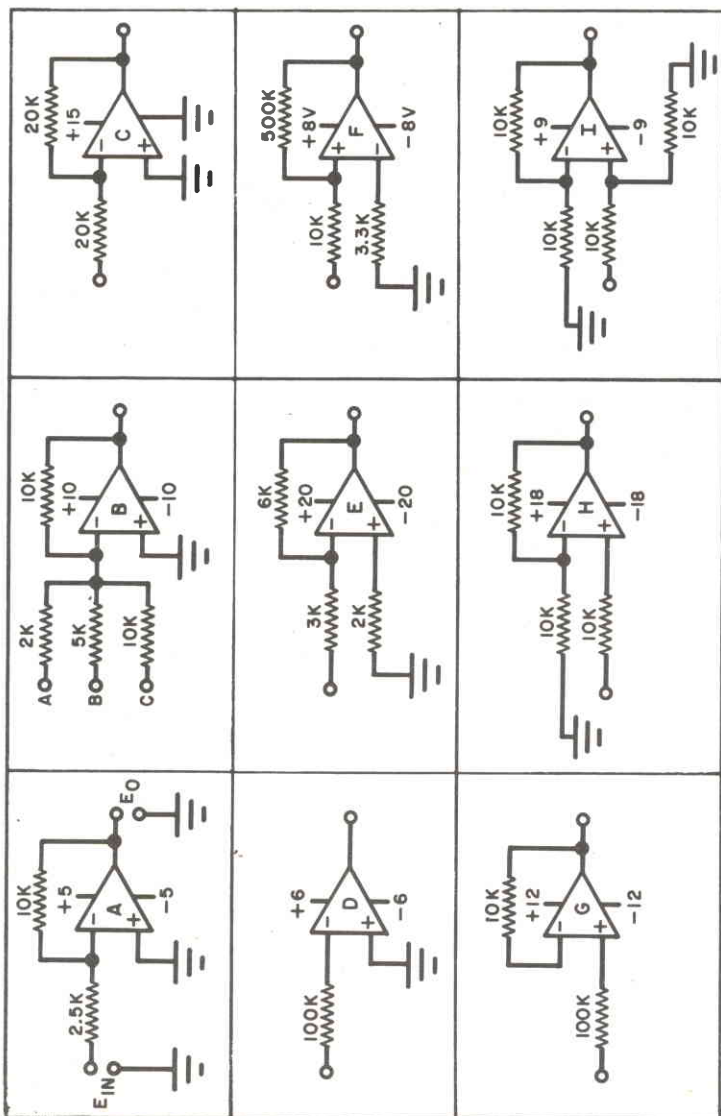 10K
+5
2.5K
-
A
EO
+
-5
EIN
10K
+10
A
2K
-
B
5K
B
+
-10
C
10K
20K
+15
20K
-
C
+
+6
100K
-
D
+
-6
6K
+20
3K
-
E
+
2K
-20
500K
+8V
10K
+
F
-
3.3K
-8V
10K
+12
-
G
+
100K
-12
10K
+18
10K
-
H
+
10K
-18
10K
+9
10K
-
I
+
10K
-9
10K